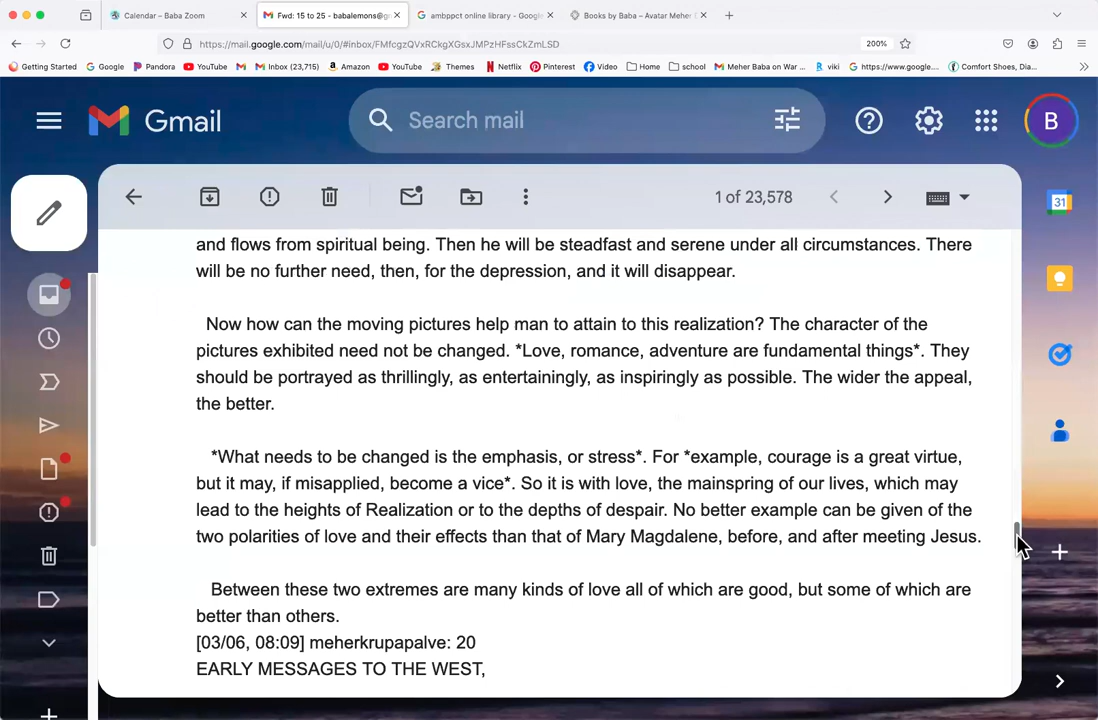 Calendar – Baba Zoom
Fwd: 15 to 25 - babalemons@g
ambppct online library - Google
Books by Baba – Avatar Meher
https://mail.google.com/mail/u/0/#inbox/FMfcgzQVxRCkgXGsxJMPzHFssCkZmLSD
200%
Getting Started
Google
Pandora
YouTube
Inbox (23,715)
Amazon
YouTube
Themes
Netflix
Pinterest
Video
Home
school
Meher Baba on War ...
viki
https://www.google....
Comfort Shoes, Dia...
Gmail
Search mail
B
1 of 23,578
31
and flows from spiritual being. Then he will be steadfast and serene under all circumstances. There
will be no further need, then, for the depression, and it will disappear.
Now how can the moving pictures help man to attain to this realization? The character of the
pictures exhibited need not be changed. *Love, romance, adventure are fundamental things*. They
should be portrayed as thrillingly, as entertainingly, as inspiringly as possible. The wider the appeal,
the better.
*What needs to be changed is the emphasis, or stress*. For *example, courage is a great virtue,
but it may, if misapplied, become a vice*. So it is with love, the mainspring of our lives, which may
lead to the heights of Realization or to the depths of despair. No better example can be given of the
two polarities of love and their effects than that of Mary Magdalene, before, and after meeting Jesus.
Between these two extremes are many kinds of love all of which are good, but some of which are
better than others.
[03/06, 08:09] meherkrupapalve: 20
EARLY MESSAGES TO THE WEST,